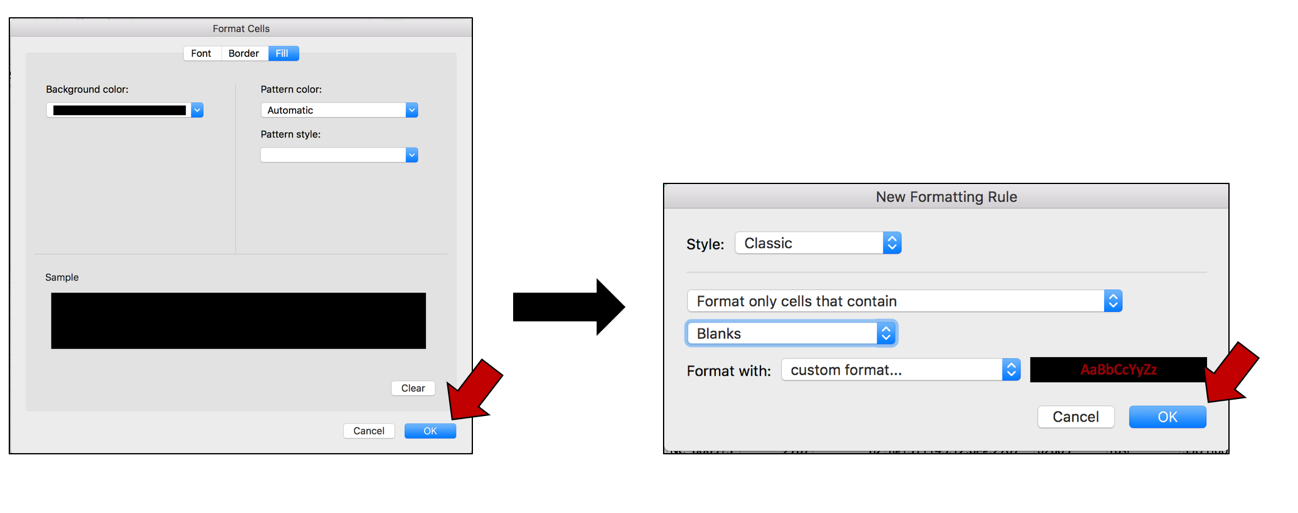 Format Cells
Font Border Fill
Background color:
Pattern color:
Automatic
Pattern style:
Sample
Clear
Cancel OK
New Formatting Rule
Style: Classic
Format only cells that contain
Blanks
Format with: custom format... AaBbCcYyZz
Cancel OK